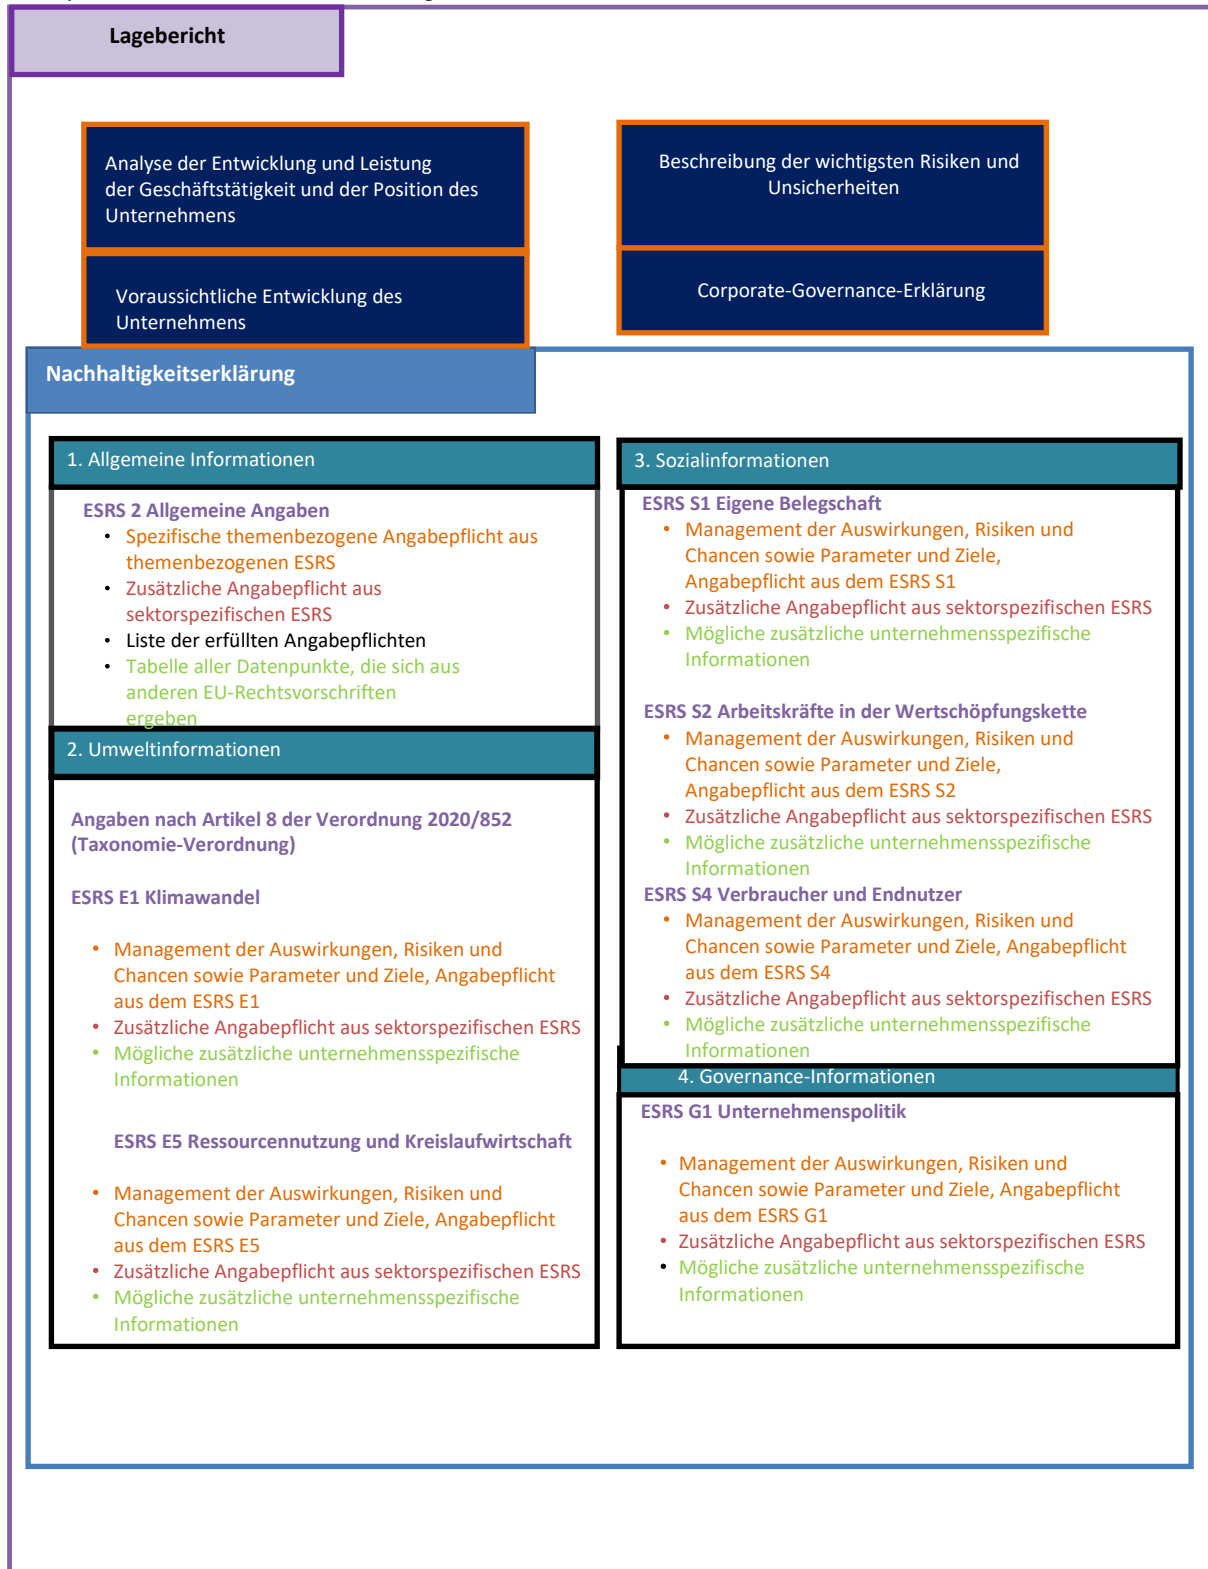 Lagebericht
Analyse der Entwicklung und Leistung
der Geschäftstätigkeit und der Position des
Unternehmens
Beschreibung der wichtigsten Risiken und
Unsicherheiten
Voraussichtliche Entwicklung des
Unternehmens
Corporate-Governance-Erklärung
Nachhaltigkeitserklärung
1. Allgemeine Informationen
ESRS 2 Allgemeine Angaben
• Spezifische themenbezogene Angabepflicht aus
themenbezogenen ESRS
• Zusätzliche Angabepflicht aus
sektorspezifischen ESRS
• Liste der erfüllten Angabepflichten
• Tabelle aller Datenpunkte, die sich aus
anderen EU-Rechtsvorschriften
ergeben
2. Umweltinformationen
Angaben nach Artikel 8 der Verordnung 2020/852
(Taxonomie-Verordnung)
ESRS E1 Klimawandel
• Management der Auswirkungen, Risiken und
Chancen sowie Parameter und Ziele, Angabepflicht
aus dem ESRS E1
• Zusätzliche Angabepflicht aus sektorspezifischen ESRS
• Mögliche zusätzliche unternehmensspezifische
Informationen
ESRS E5 Ressourcennutzung und Kreislaufwirtschaft
• Management der Auswirkungen, Risiken und
Chancen sowie Parameter und Ziele, Angabepflicht
aus dem ESRS E5
• Zusätzliche Angabepflicht aus sektorspezifischen ESRS
• Mögliche zusätzliche unternehmensspezifische
Informationen
3. Sozialinformationen
ESRS S1 Eigene Belegschaft
• Management der Auswirkungen, Risiken und
Chancen sowie Parameter und Ziele,
Angabepflicht aus dem ESRS S1
• Zusätzliche Angabepflicht aus sektorspezifischen ESRS
• Mögliche zusätzliche unternehmensspezifische
Informationen
ESRS S2 Arbeitskräfte in der Wertschöpfungskette
• Management der Auswirkungen, Risiken und
Chancen sowie Parameter und Ziele,
Angabepflicht aus dem ESRS S2
• Zusätzliche Angabepflicht aus sektorspezifischen ESRS
• Mögliche zusätzliche unternehmensspezifische
Informationen
ESRS S4 Verbraucher und Endnutzer
• Management der Auswirkungen, Risiken und
Chancen sowie Parameter und Ziele, Angabepflicht
aus dem ESRS S4
• Zusätzliche Angabepflicht aus sektorspezifischen ESRS
• Mögliche zusätzliche unternehmensspezifische
Informationen
4. Governance-Informationen
ESRS G1 Unternehmenspolitik
• Management der Auswirkungen, Risiken und
Chancen sowie Parameter und Ziele, Angabepflicht
aus dem ESRS G1
• Zusätzliche Angabepflicht aus sektorspezifischen ESRS
• Mögliche zusätzliche unternehmensspezifische
Informationen